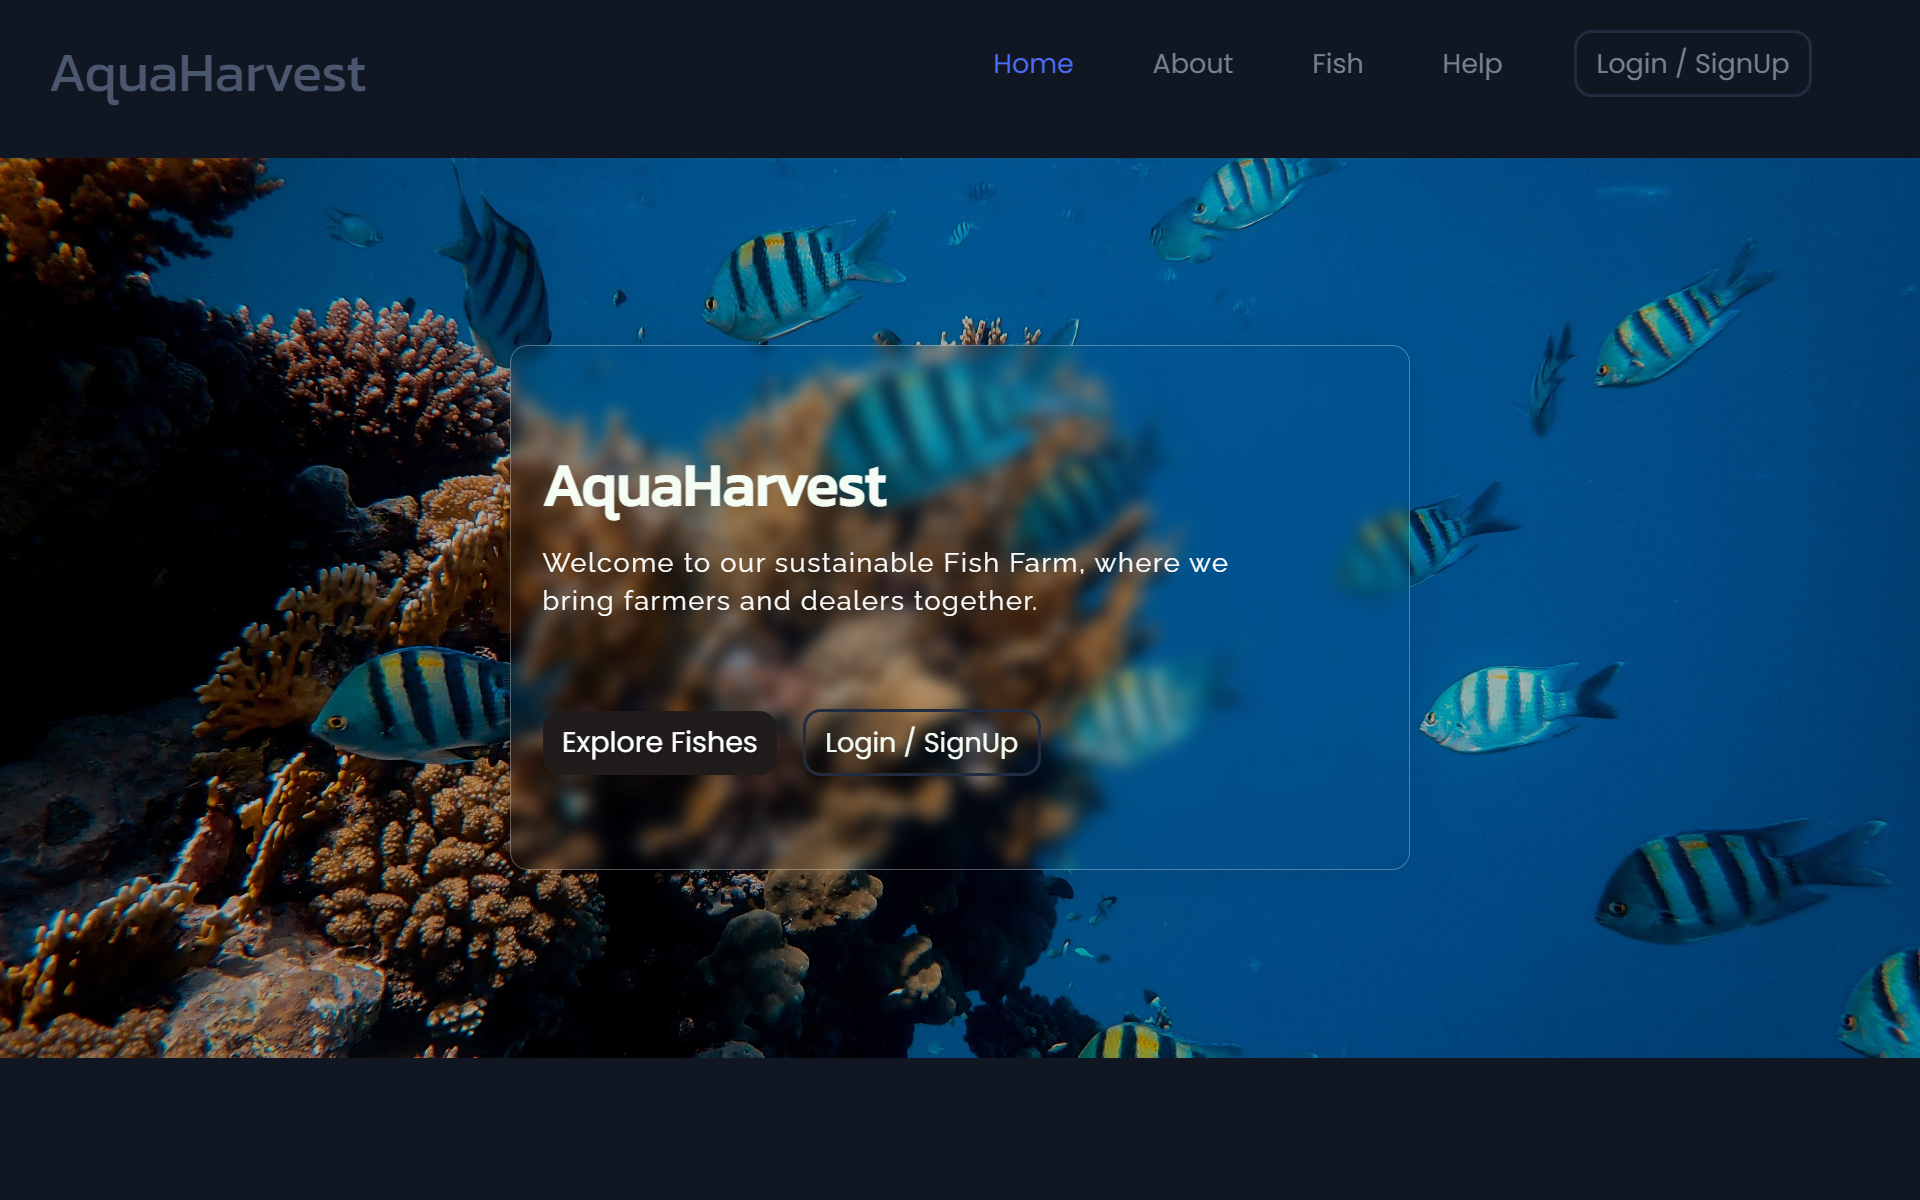 AquaHarvest
Home
About
Fish
Help
Login / SignUp
AquaHarvest
Welcome to our sustainable Fish Farm, where we
bring farmers and dealers together.
Explore Fishes
Login / SignUp